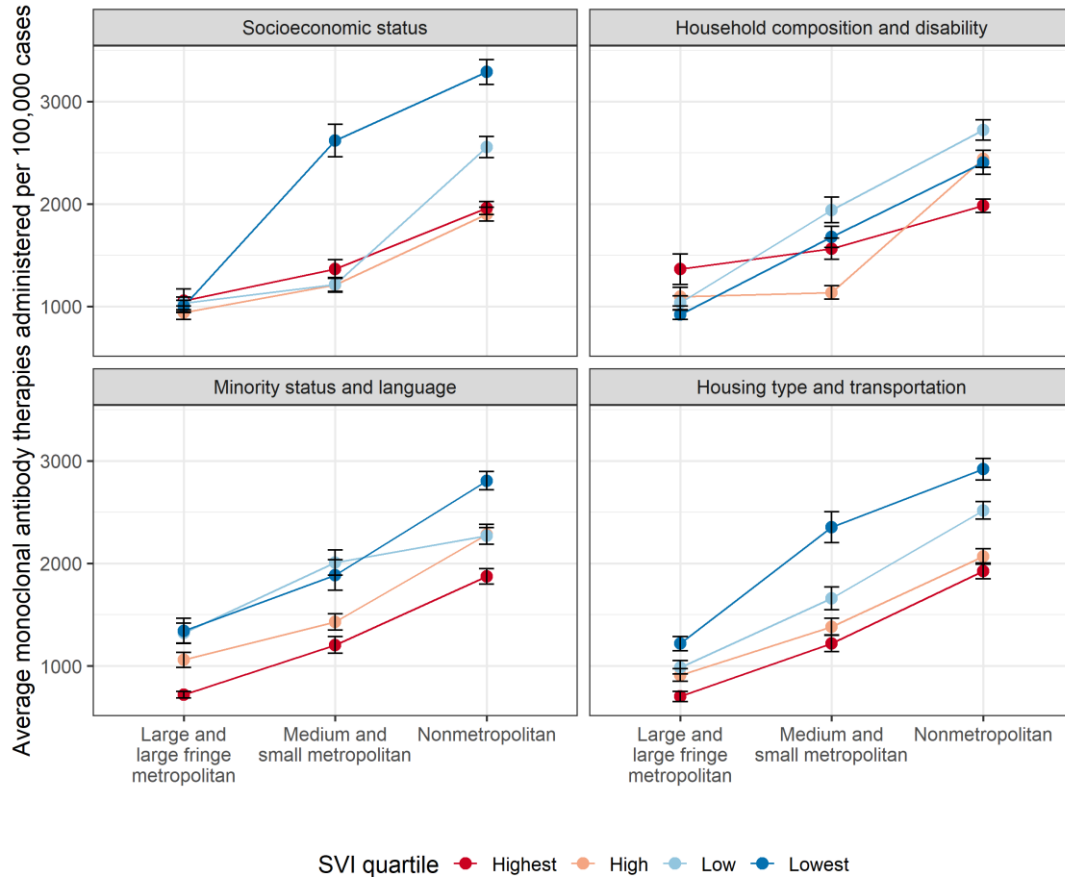 Average monoclonal antibody therapies administered per 100,000 cases
Socioeconomic status
Household composition and disability
3000
2000
1000
Minority status and language
Housing type and transportation
3000
2000
1000
Large and
large fringe
metropolitan
Medium and
small metropolitan
Nonmetropolitan
Large and
large fringe
metropolitan
Medium and
small metropolitan
Nonmetropolitan
SVI quartile Highest High Low Lowest